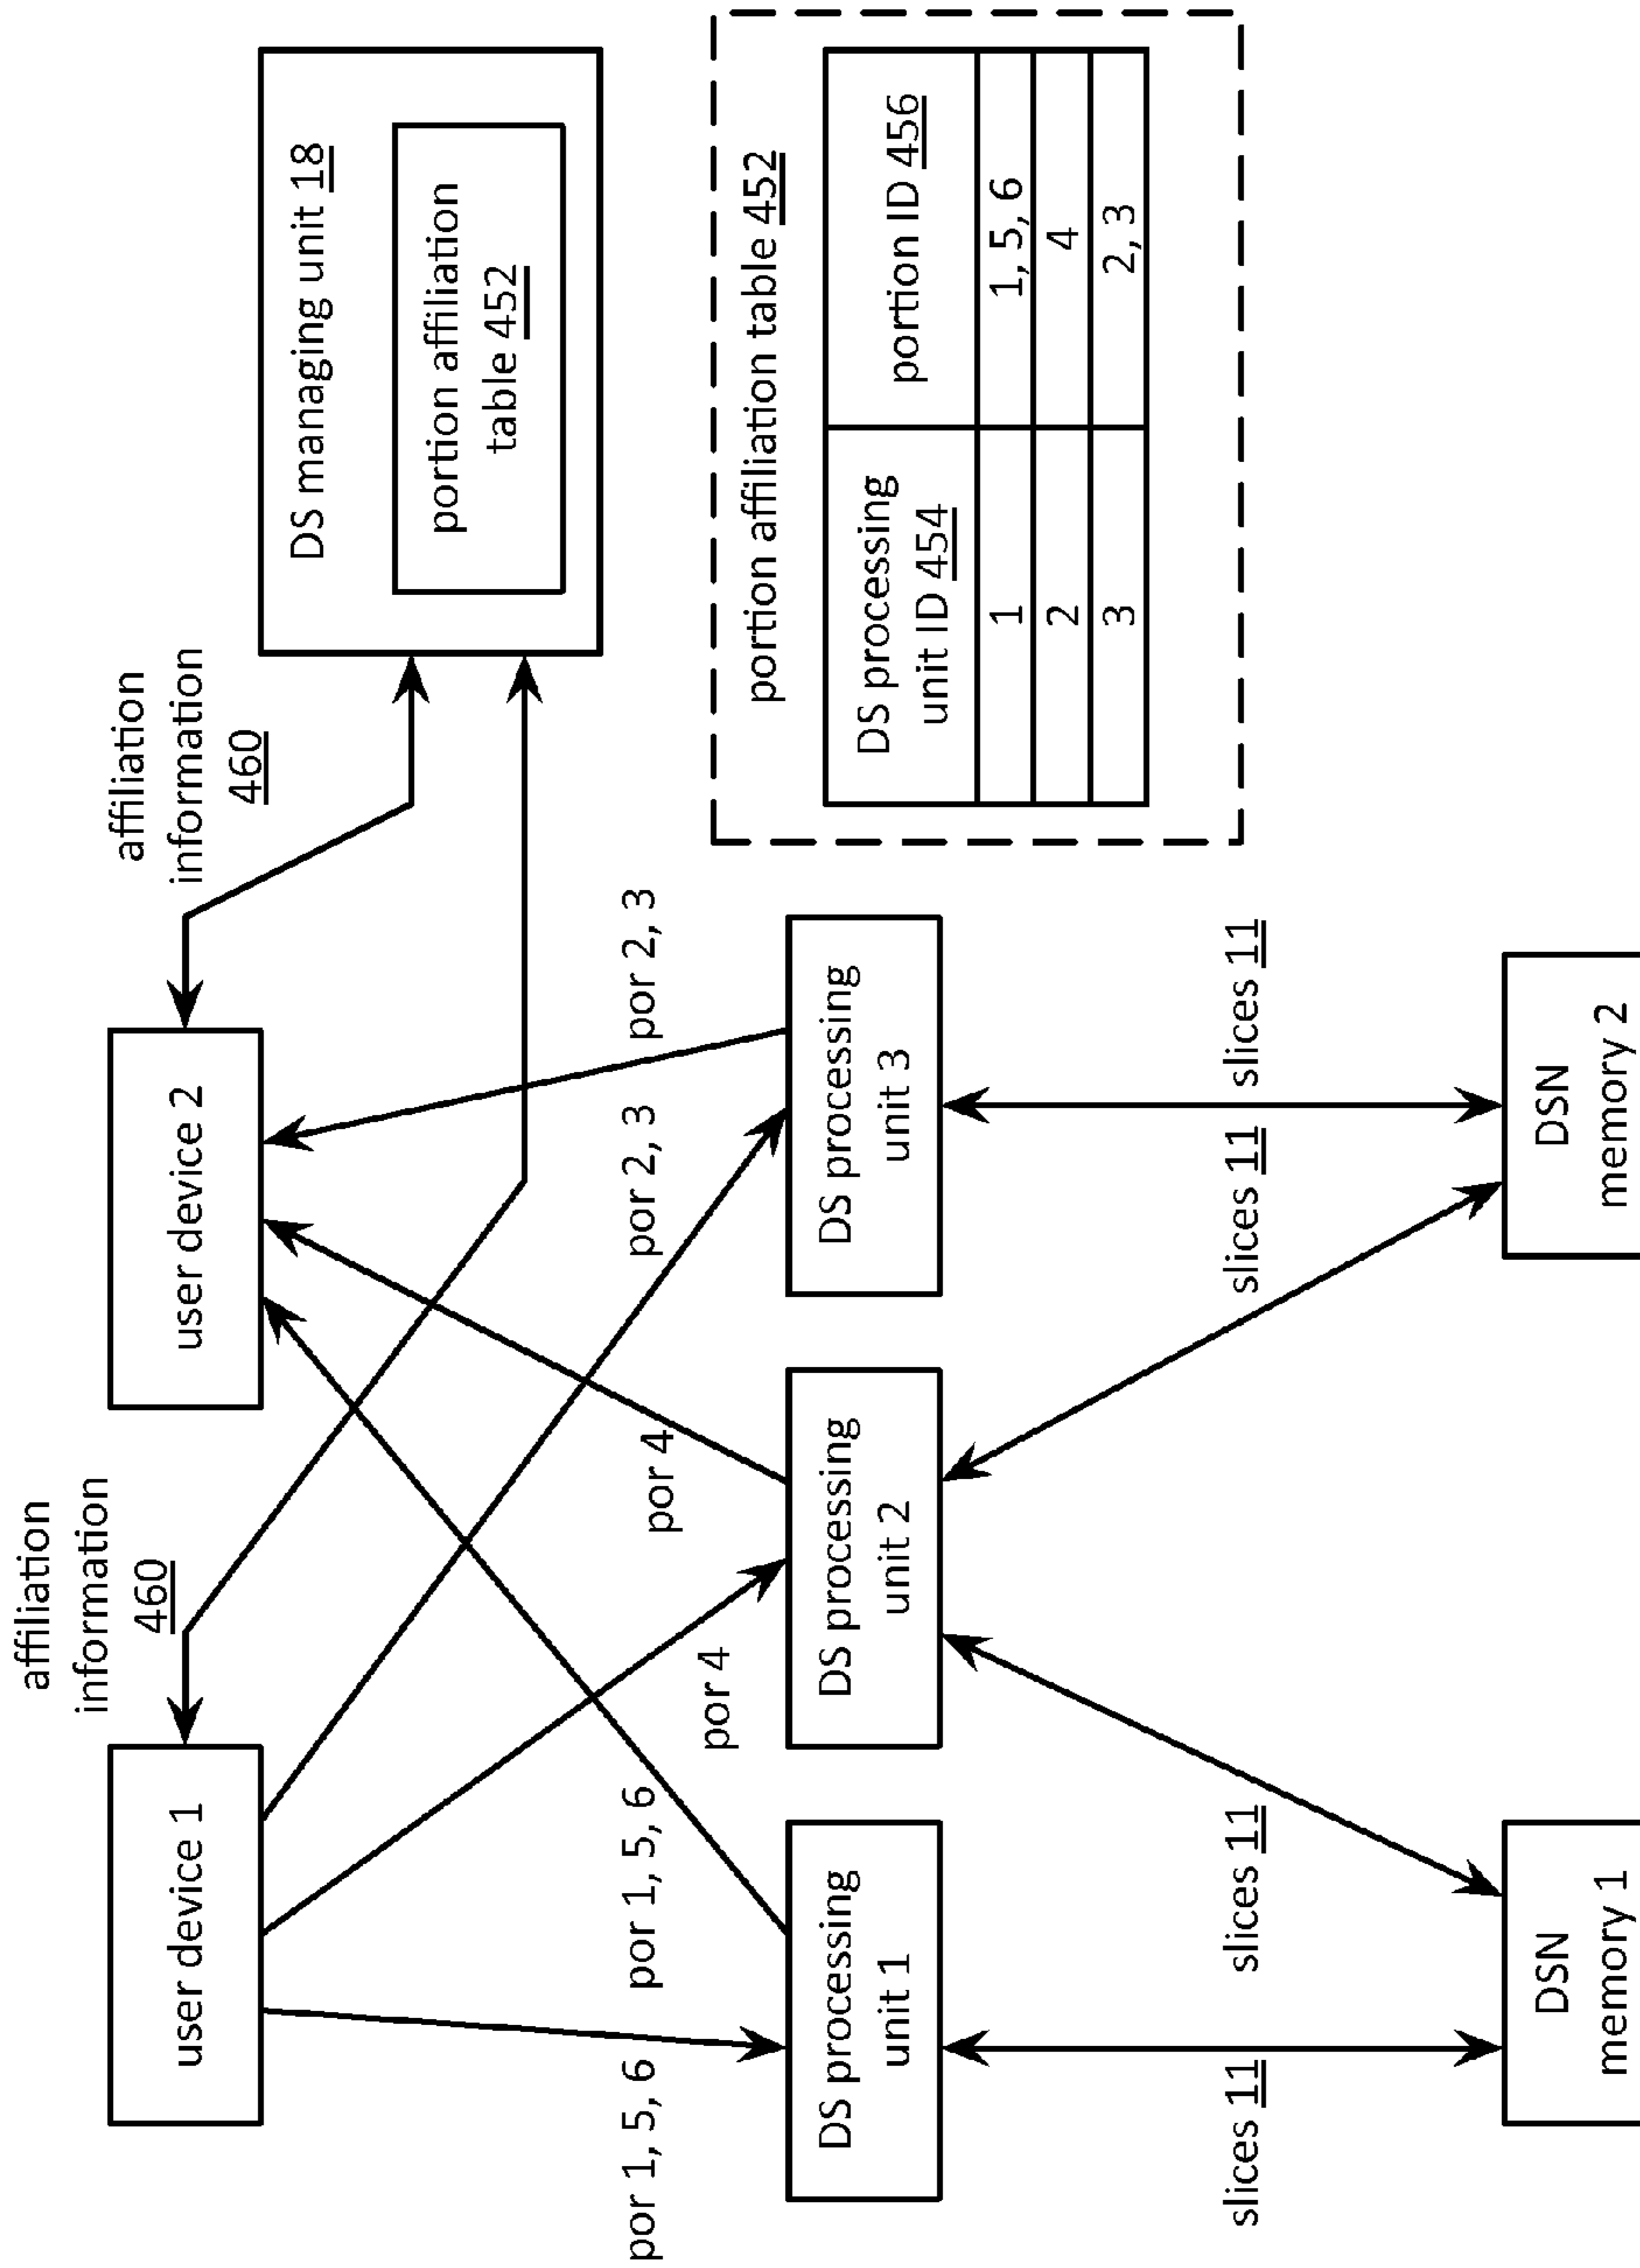 affiliation
information
460
affiliation
information
460
user device 1
user device 2
DS managing unit 18
portion affiliation
table 452
por 1, 5, 6
por 1, 5, 6
por 4
por 4
por 2, 3
por 2, 3
DS processing
unit 1
DS processing
unit 2
DS processing
unit 3
portion affiliation table 452
DS processing
unit ID 454
portion ID 456
1
1, 5, 6
2
4
3
2, 3
slices 11
slices 11
slices 11
slices 11
DSN
memory 1
DSN
memory 2